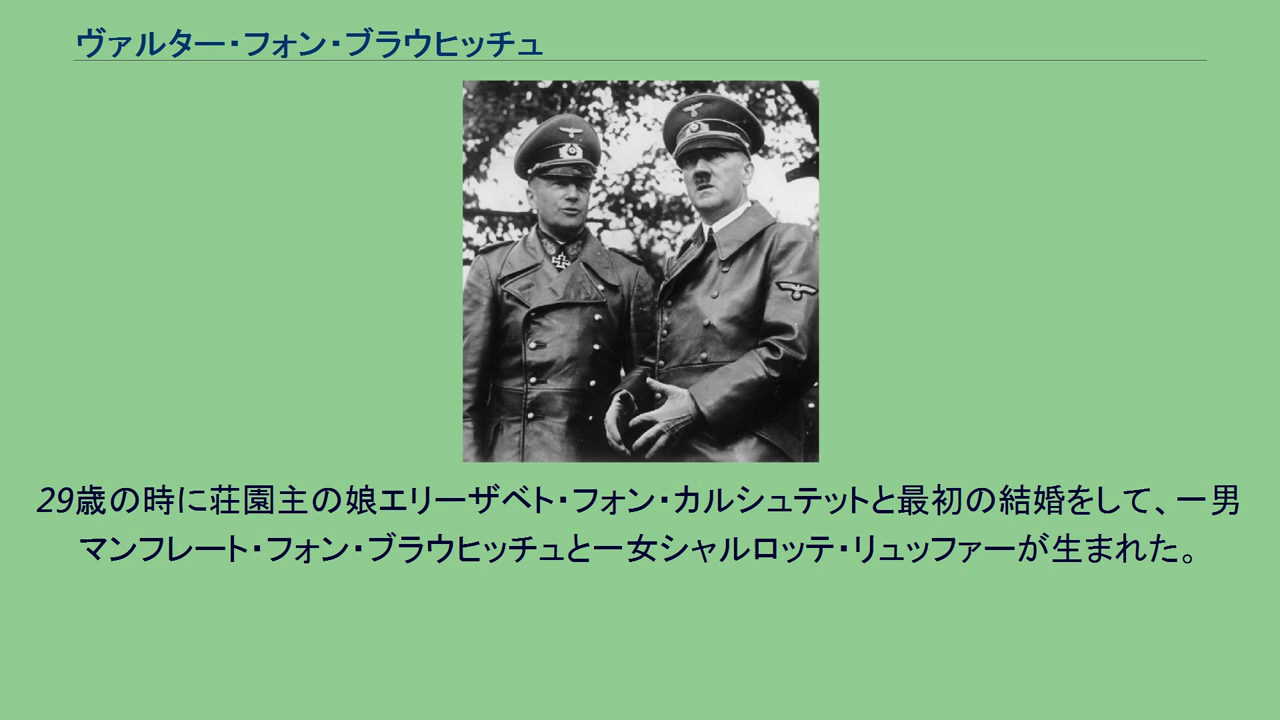 ヴァルター・フォン・ブラウヒッチュ
29歳の時に荘園主の娘エリーザベト・フォン・カルシュテットと最初の結婚をして、一男
マンフレート・フォン・ブラウヒッチュと一女シャルロッテ・リュッファーが生まれた。